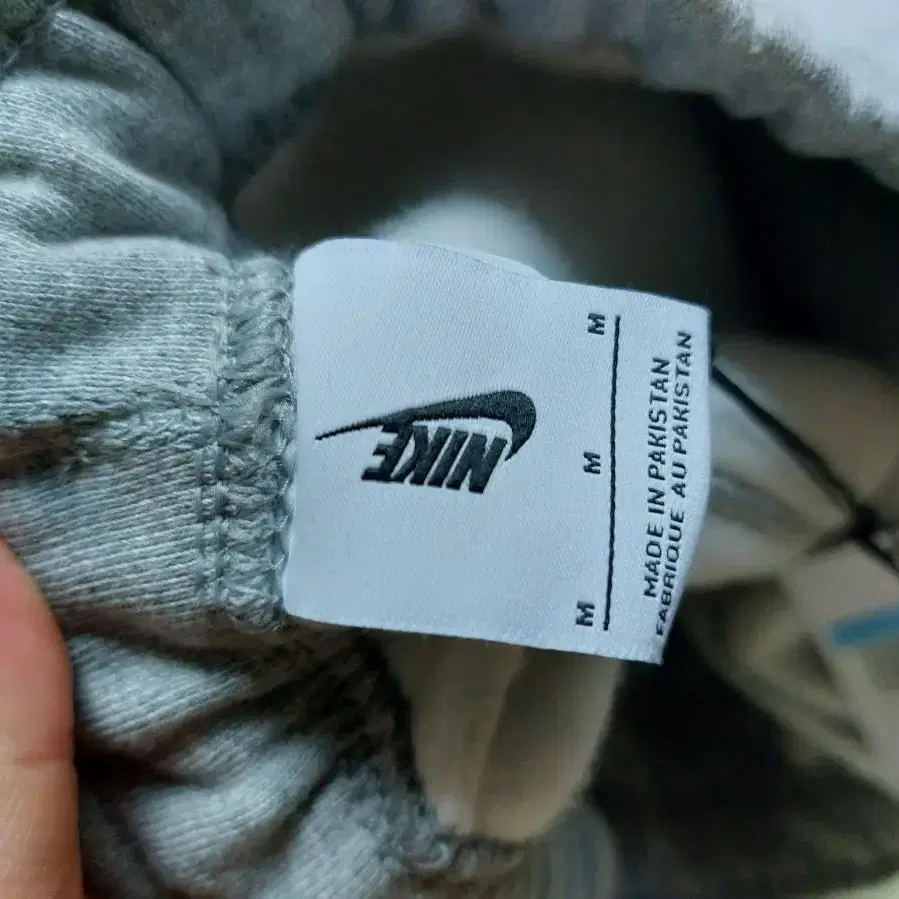 NIKE
M M M
MADE IN PAKISTAN
FABRIQUE AU PAKISTAN